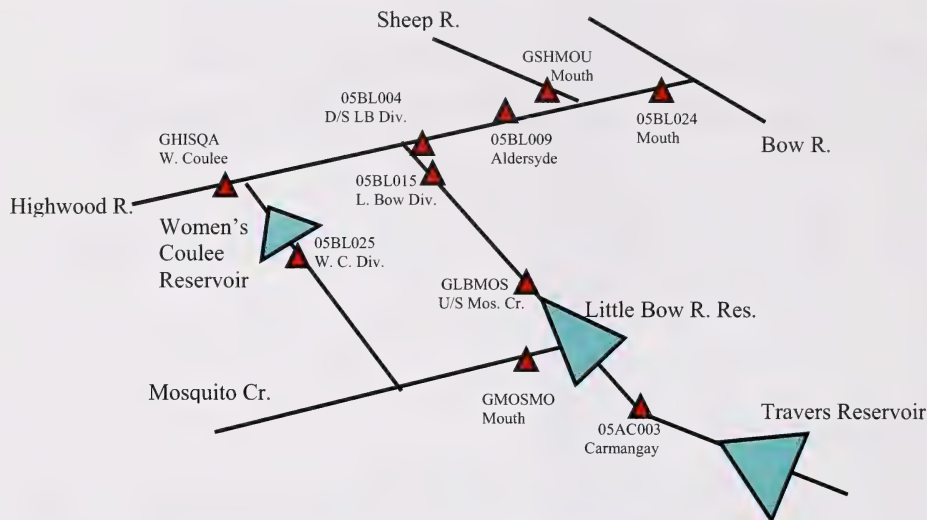 Sheep R.
GSHMOU
Mouth
05BL004
D/S LB Div.
GHISQA
W. Coulee
05BL009
Aldersyde
05BL024
Mouth
Bow R.
05BL015
L. Bow Div.
Highwood R.
Women's
Coulee
Reservoir
05BL025
W. C. Div.
GLBMOS
U/S Mos. Cr.
Little Bow R. Res.
Mosquito Cr.
GMOSMO
Mouth
05AC003
Carmangay
Travers Reservoir